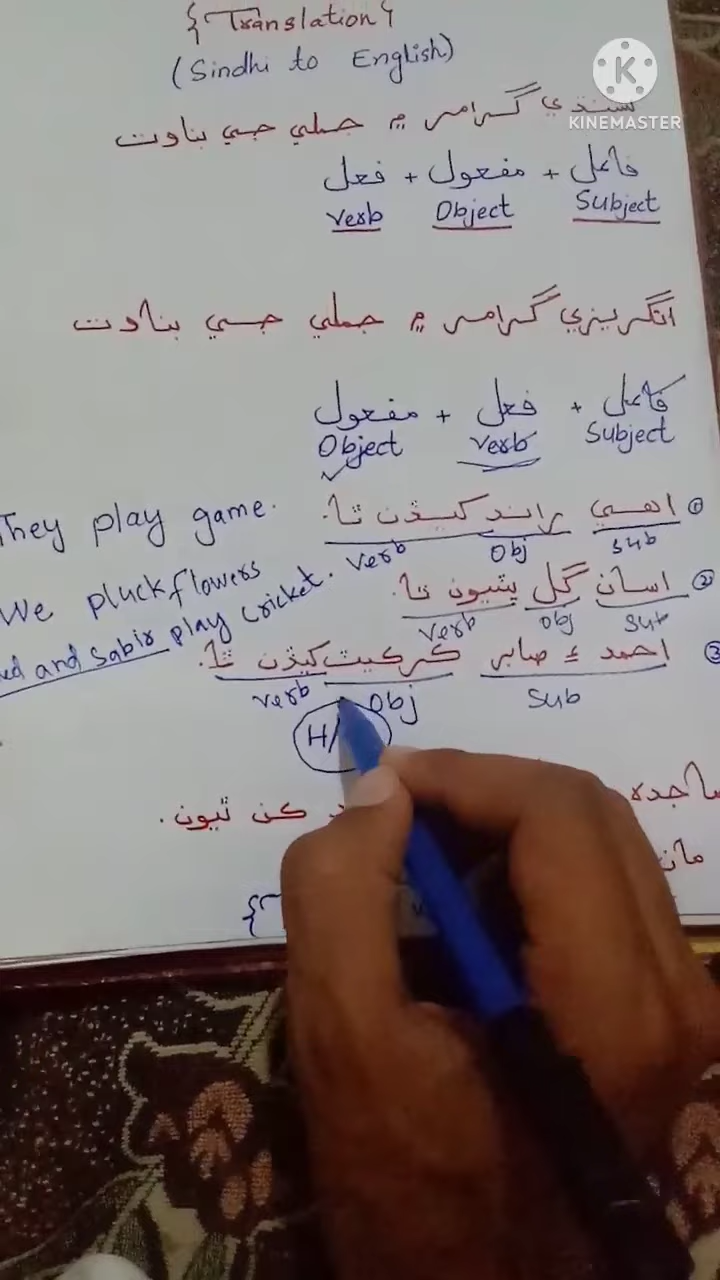 {Translation}
(Sindhi to English)
KINEMASTER
سنڌي گرامر ۾ جملي جي بناوت
فاعل + مفعول + فعل
Subject Object Verb
انگريزي گرامر ۾ جملي جي بناوت
فاعل + فعل + مفعول
Subject Verb Object
① اهي راند کيڏن ٿا. They play game.
Sub Obj Verb
② اسان گل پٽيون ٿا. We pluck flowers
Sub Obj Verb
③ احمد ۽ صابر ڪرڪيٽ کيڏن ٿا. and Sabir play cricket.
Sub Obj Verb
H/
ساجده ڪن ٿيون.